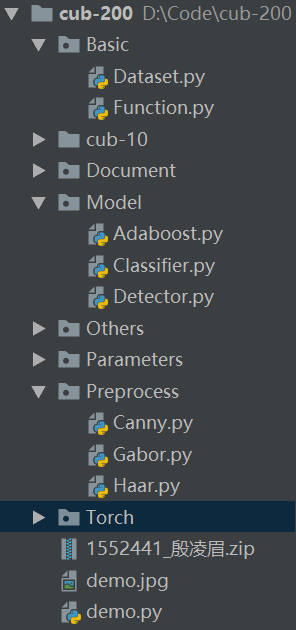 cub-200 D:\Code\cub-200
Basic
Dataset.py
Function.py
cub-10
Document
Model
Adaboost.py
Classifier.py
Detector.py
Others
Parameters
Preprocess
Canny.py
Gabor.py
Haar.py
Torch
1552441_殷凌眉.zip
demo.jpg
demo.py